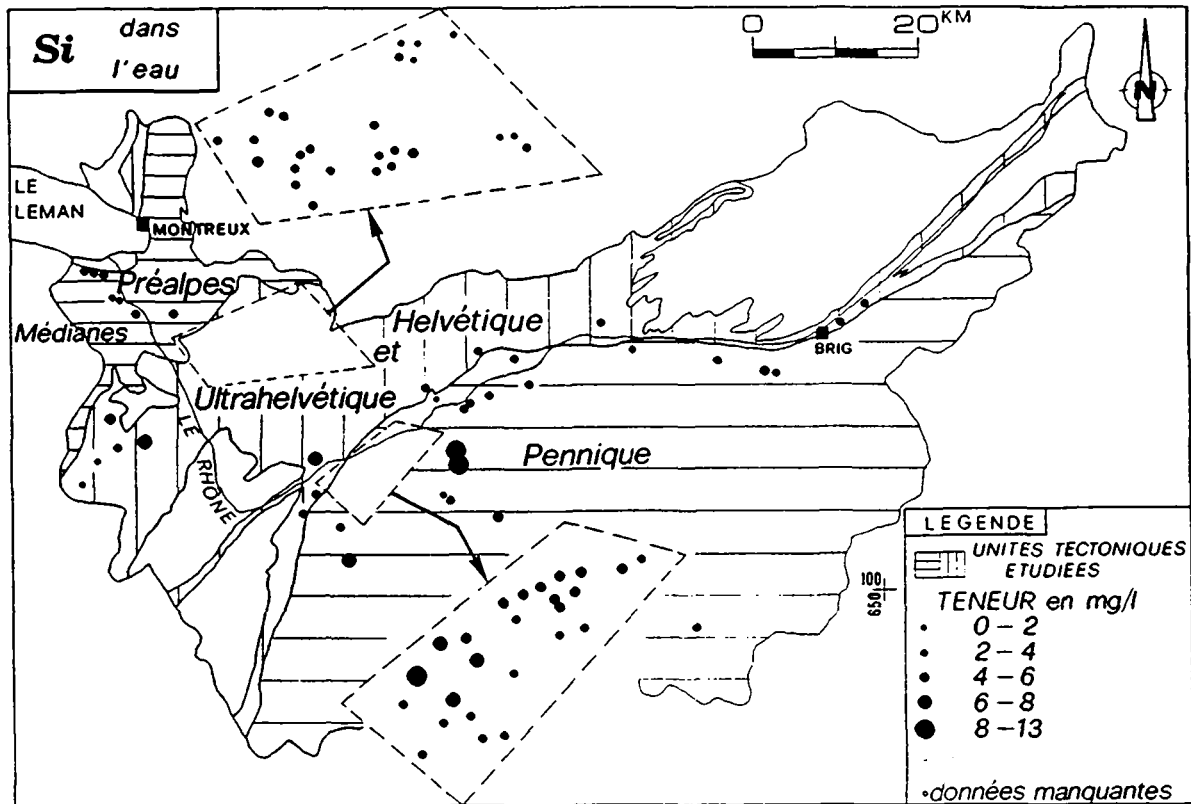 Si dans
l'eau
0 20 KM
N
LE
LEMAN
MONTREUX
Préalpes
Médianes
Helvétique
et
Ultrahelvétique
BRIG
LE
RHÔNE
Pennique
100
650
LEGENDE
UNITES TECTONIQUES
ETUDIEES
TENEUR en mg/l
0 – 2
2 – 4
4 – 6
6 – 8
8 – 13
données manquantes